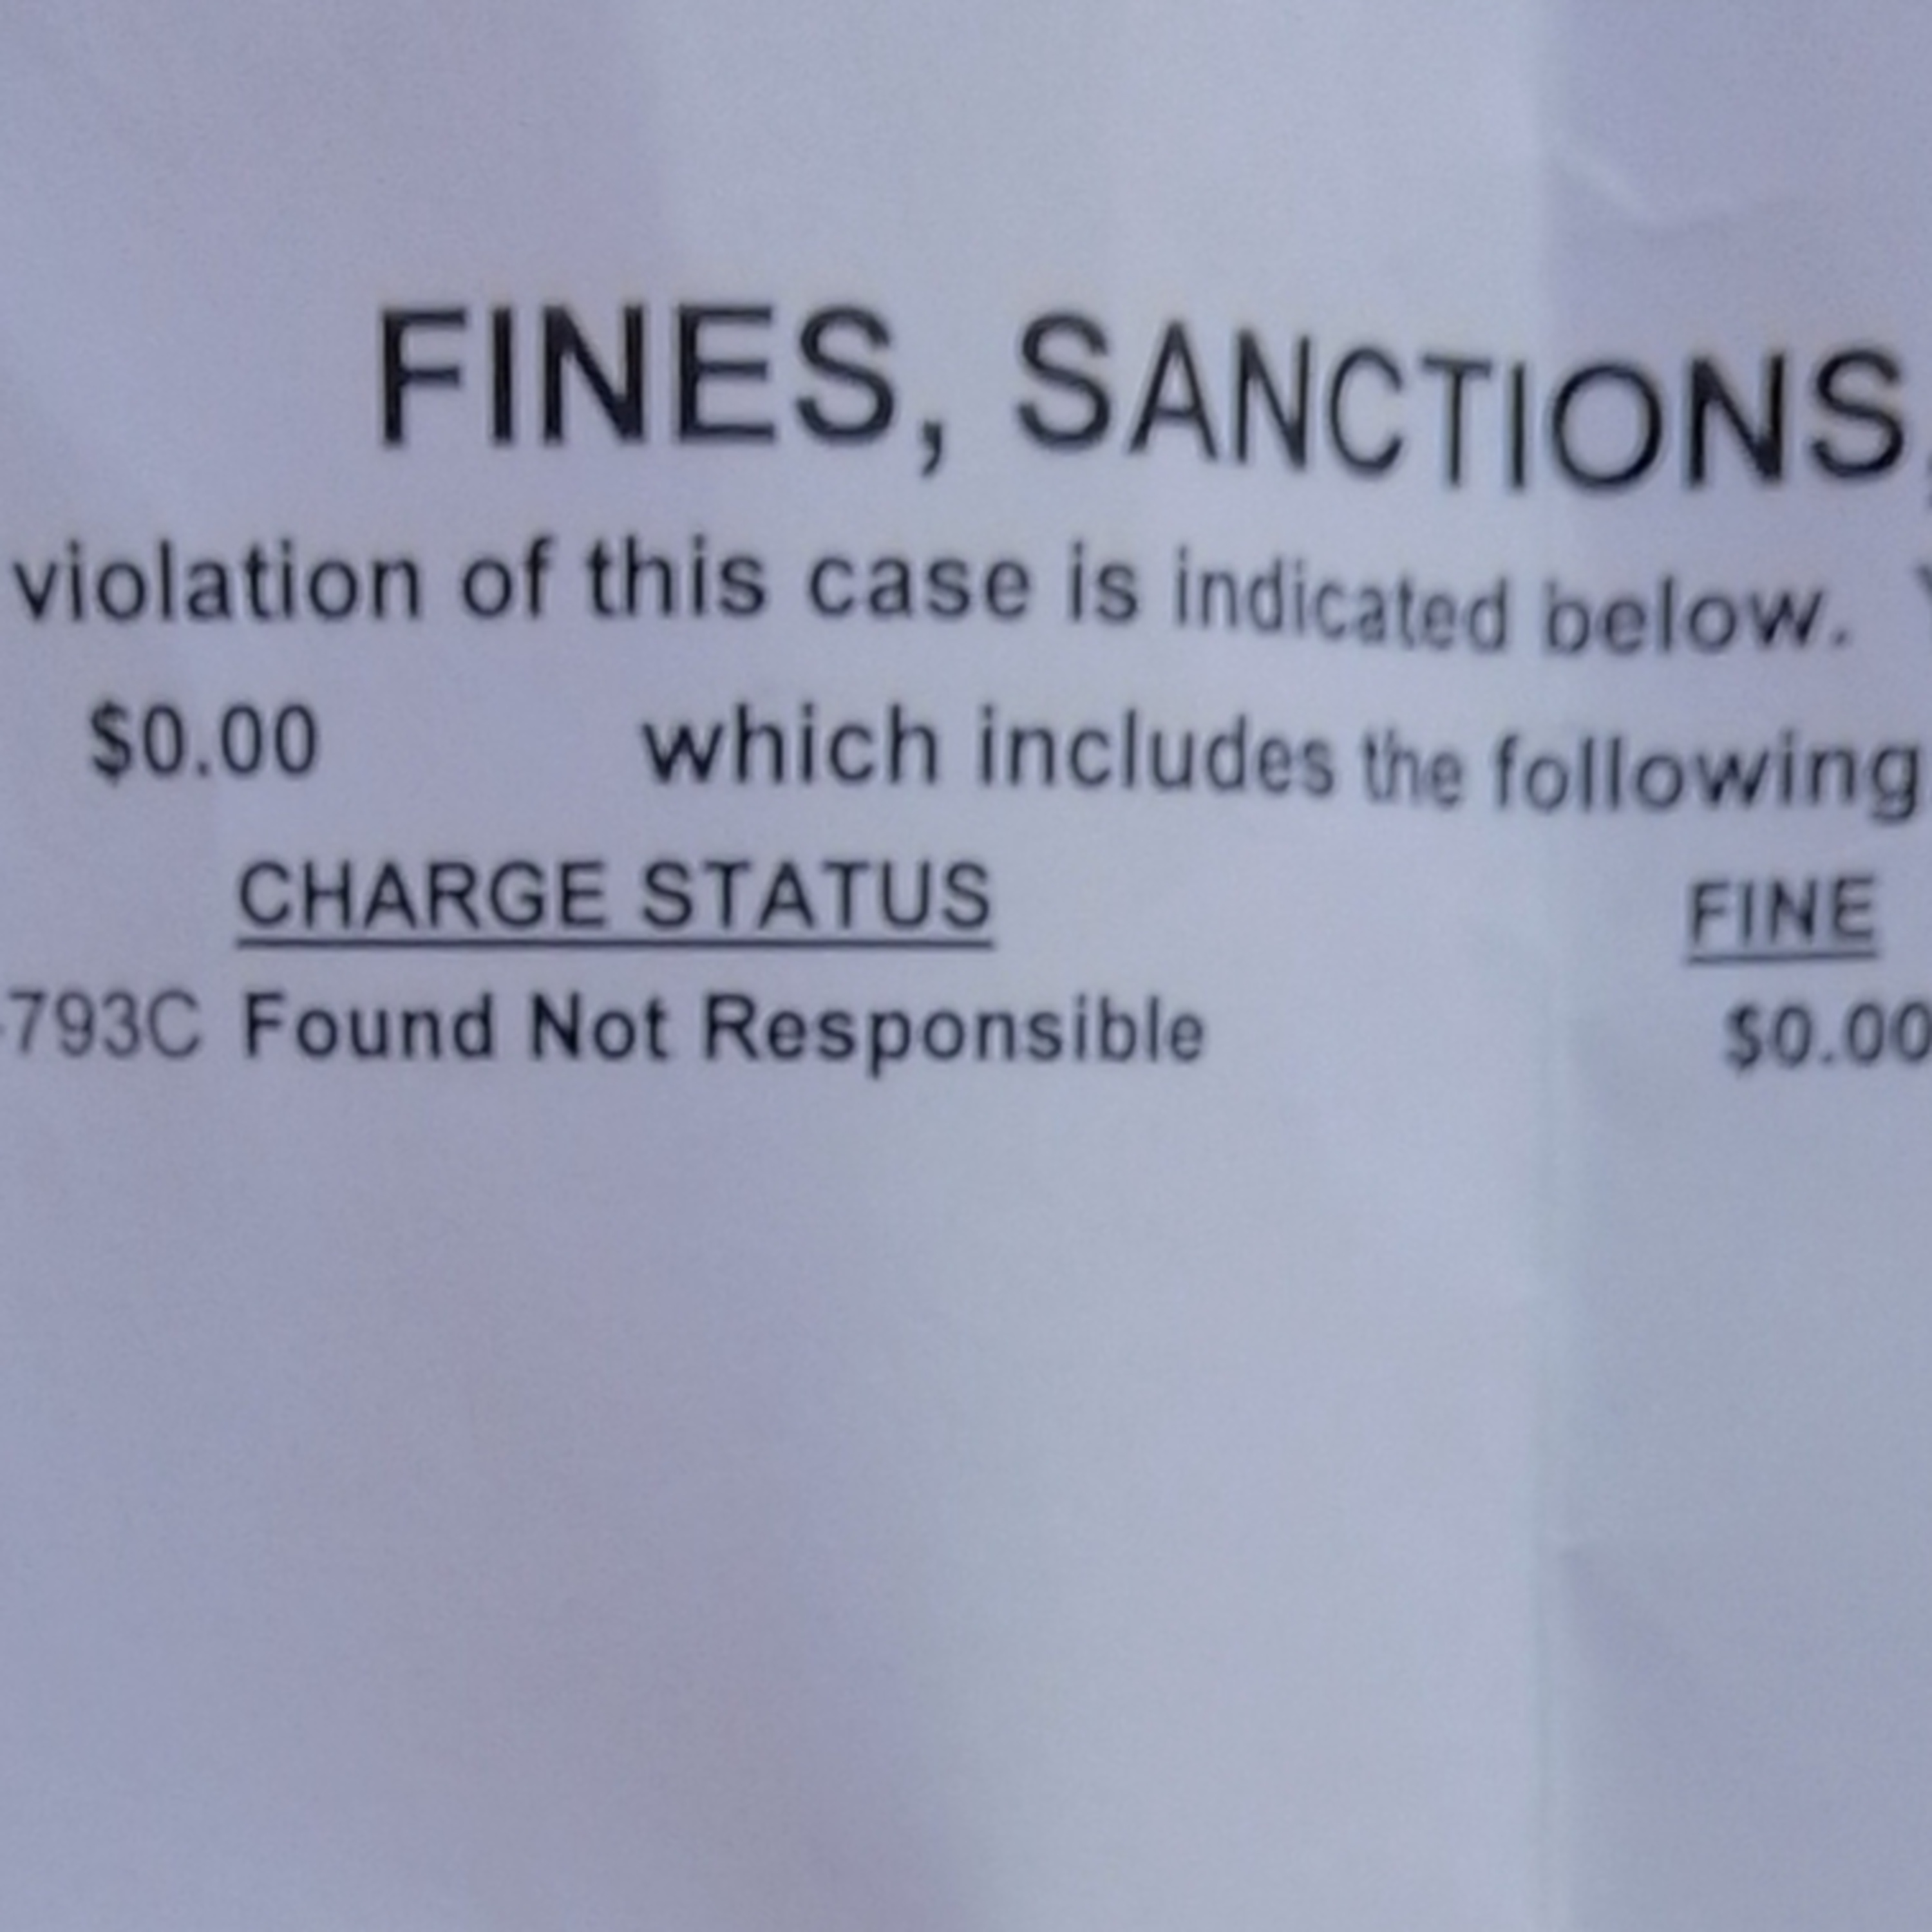 FINES, SANCTIONS,
violation of this case is indicated below.
$0.00 which includes the following
CHARGE STATUS FINE
-793C Found Not Responsible $0.00